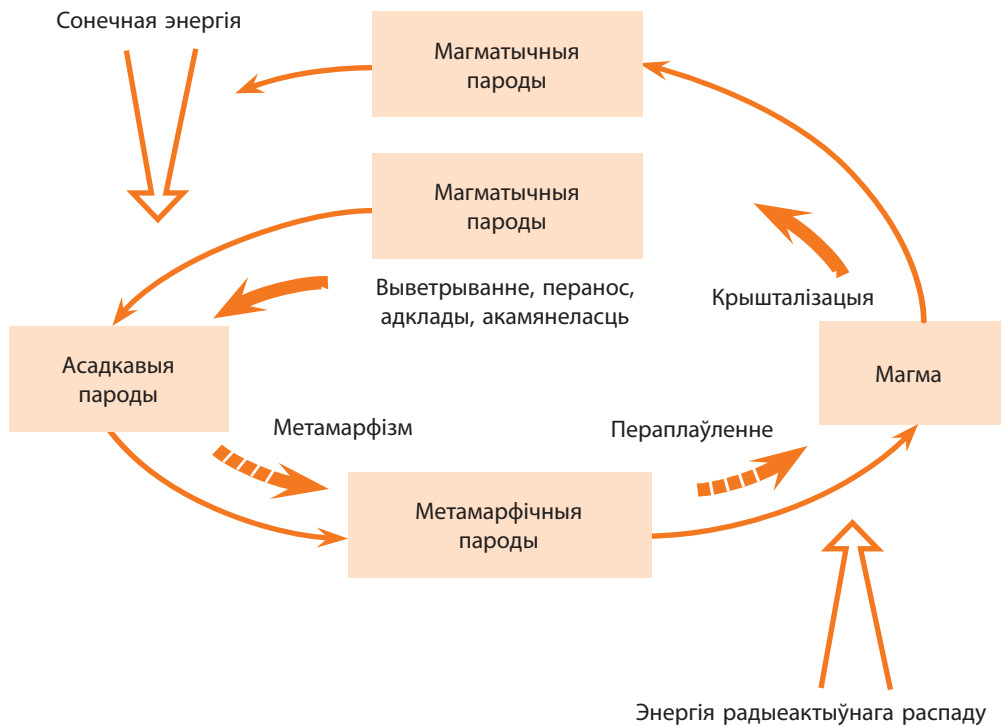 Сонечная энергія
Магматычныя
пароды
Магматычныя
пароды
Выветрыванне, перанос,
адклады, акамянеласць
Крышталізацыя
Асадкавыя
пароды
Магма
Метамарфізм
Пераплаўленне
Метамарфічныя
пароды
Энергія радыеактыўнага распаду